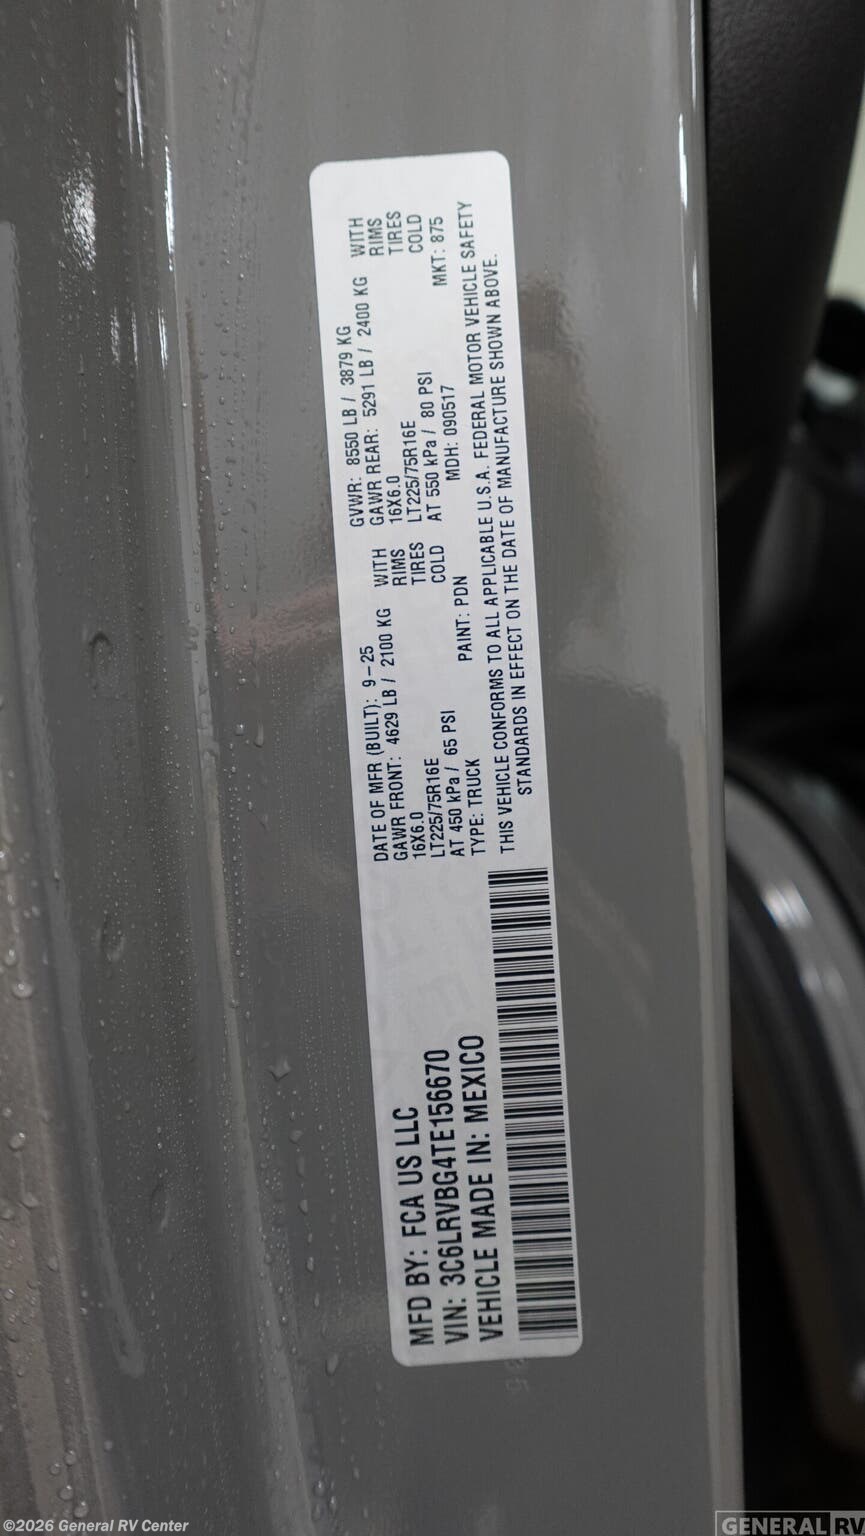 MFD BY: FCA US LLC
VIN: 3C6LRVBG4TE156670
VEHICLE MADE IN: MEXICO
DATE OF MFR (BUILT): 9-25 GVWR: 8550 LB / 3879 KG
GAWR FRONT: 4629 LB / 2100 KG WITH GAWR REAR: 5291 LB / 2400 KG WITH
16X6.0 RIMS 16X6.0 RIMS
LT225/75R16E TIRES LT225/75R16E TIRES
AT 450 kPa / 65 PSI COLD AT 550 kPa / 80 PSI COLD
TYPE: TRUCK PAINT: PDN MDH: 090517 MKT: 875
THIS VEHICLE CONFORMS TO ALL APPLICABLE U.S.A. FEDERAL MOTOR VEHICLE SAFETY
STANDARDS IN EFFECT ON THE DATE OF MANUFACTURE SHOWN ABOVE.
©2026 General RV Center
GENERAL RV